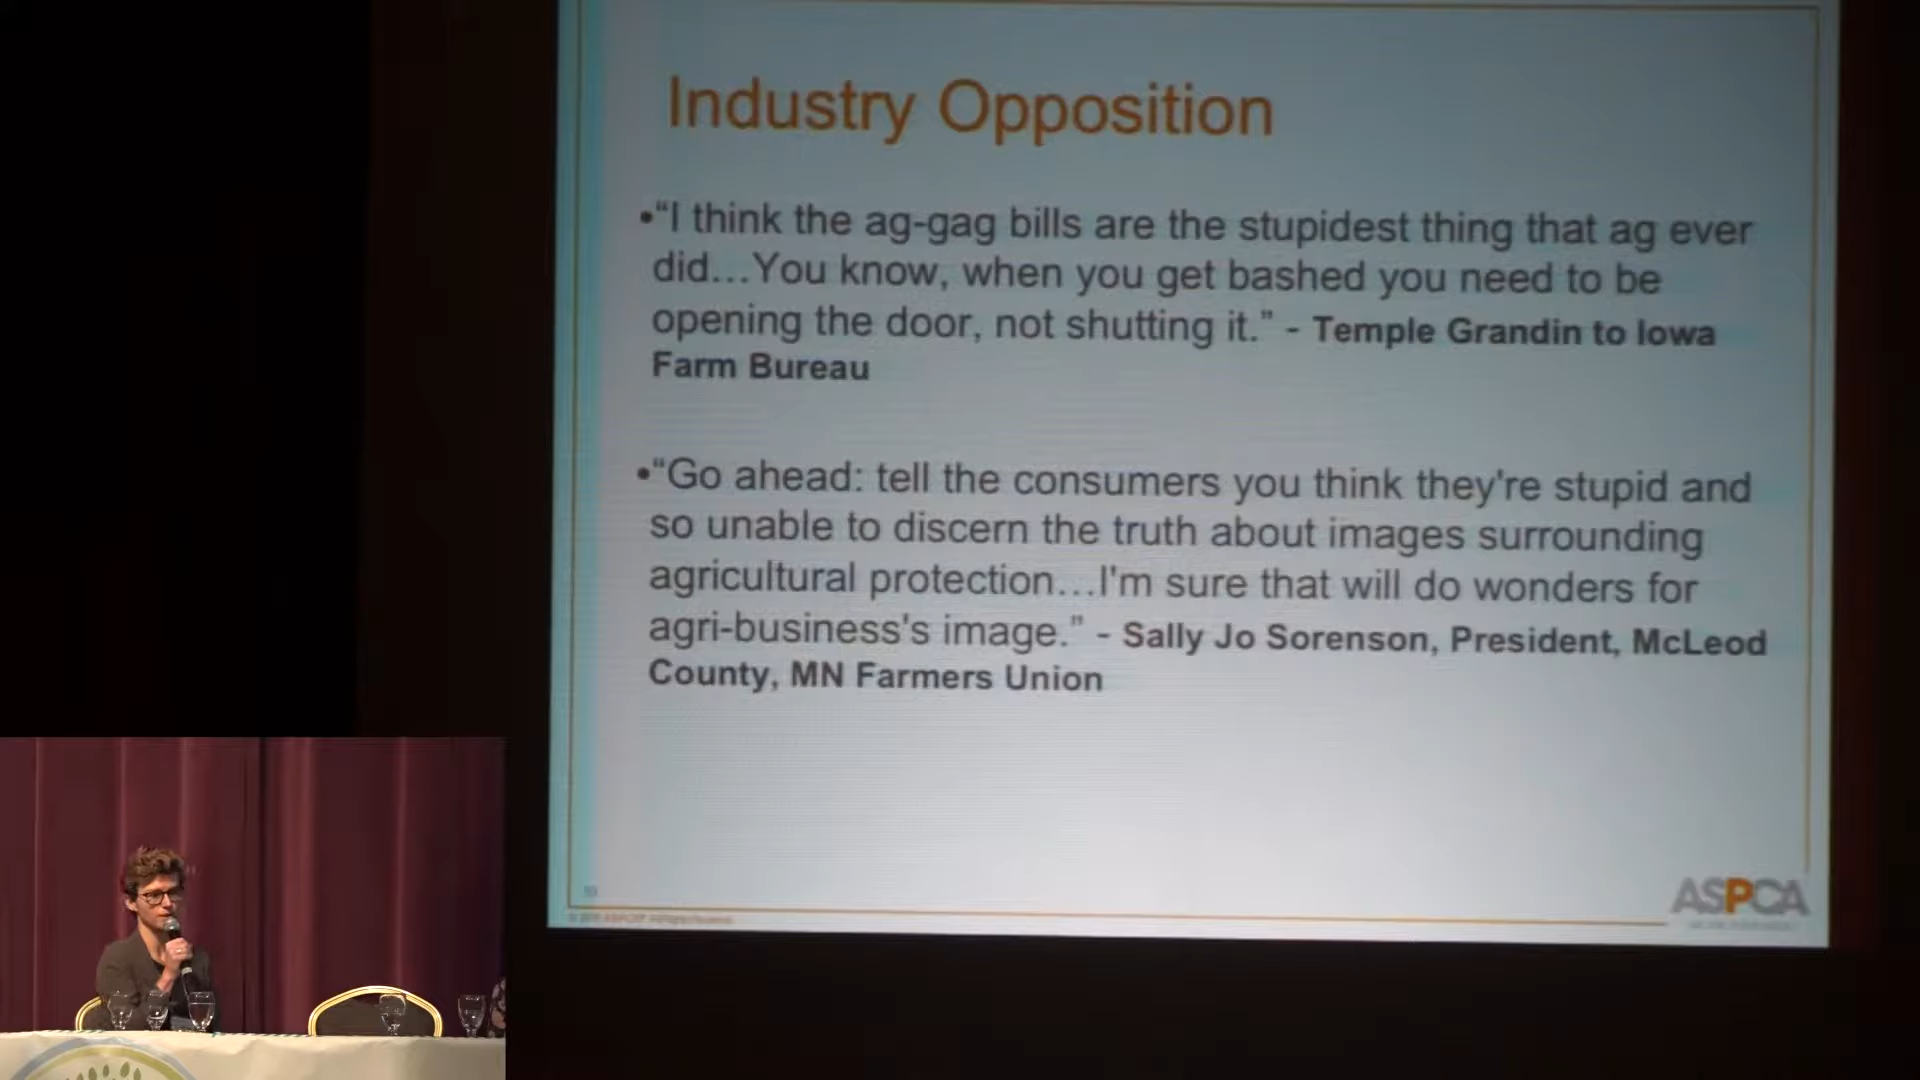 Industry Opposition
•“I think the ag-gag bills are the stupidest thing that ag ever
did…You know, when you get bashed you need to be
opening the door, not shutting it.” - Temple Grandin to Iowa
Farm Bureau
•“Go ahead: tell the consumers you think they're stupid and
so unable to discern the truth about images surrounding
agricultural protection…I'm sure that will do wonders for
agri-business's image.” - Sally Jo Sorenson, President, McLeod
County, MN Farmers Union
ASPCA